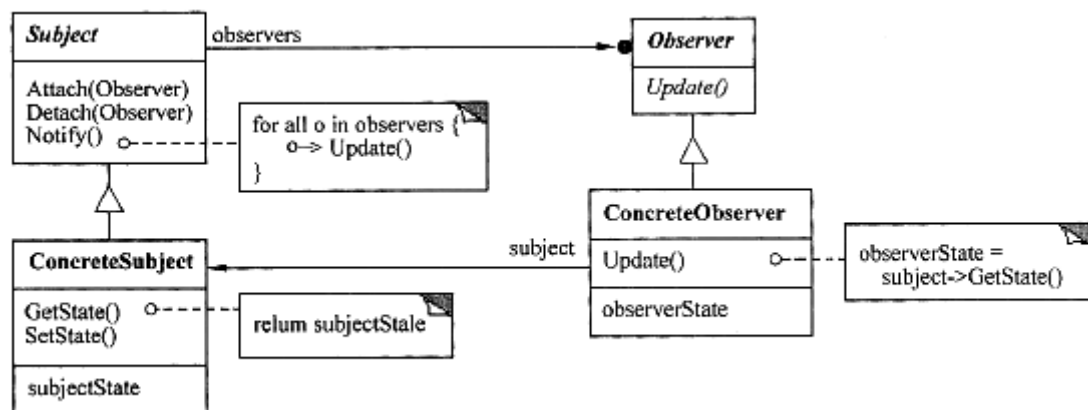 Subject
observers
Observer
Attach(Observer)
Detach(Observer)
Notify()
Update()
for all o in observers {
o-> Update()
}
ConcreteObserver
Update()
observerState
observerState =
subject->GetState()
subject
ConcreteSubject
GetState()
SetState()
subjectState
relum subjectStale